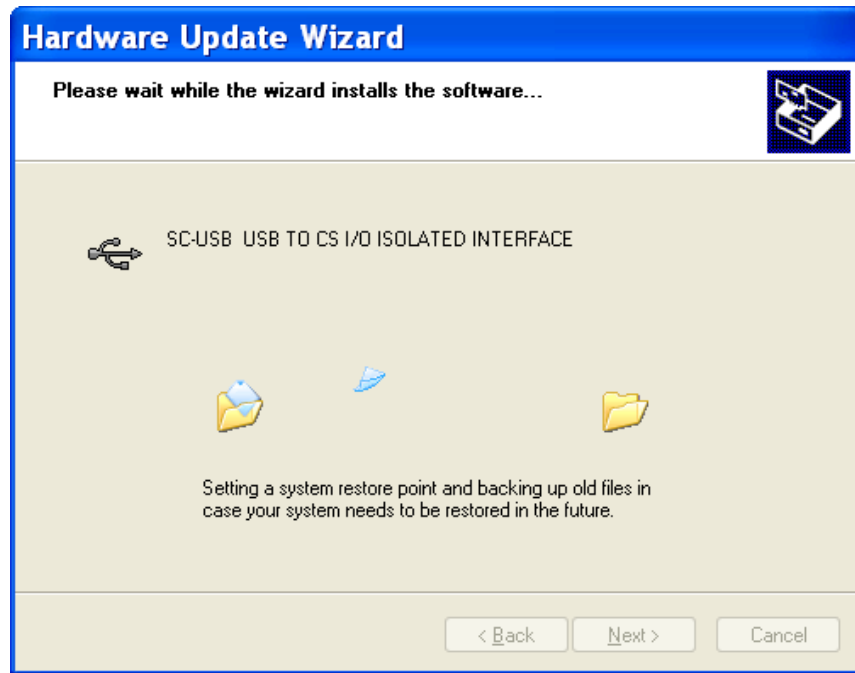 Hardware Update Wizard
Please wait while the wizard installs the software...
SC-USB  USB TO CS I/O ISOLATED INTERFACE
Setting a system restore point and backing up old files in
case your system needs to be restored in the future.
< Back
Next >
Cancel